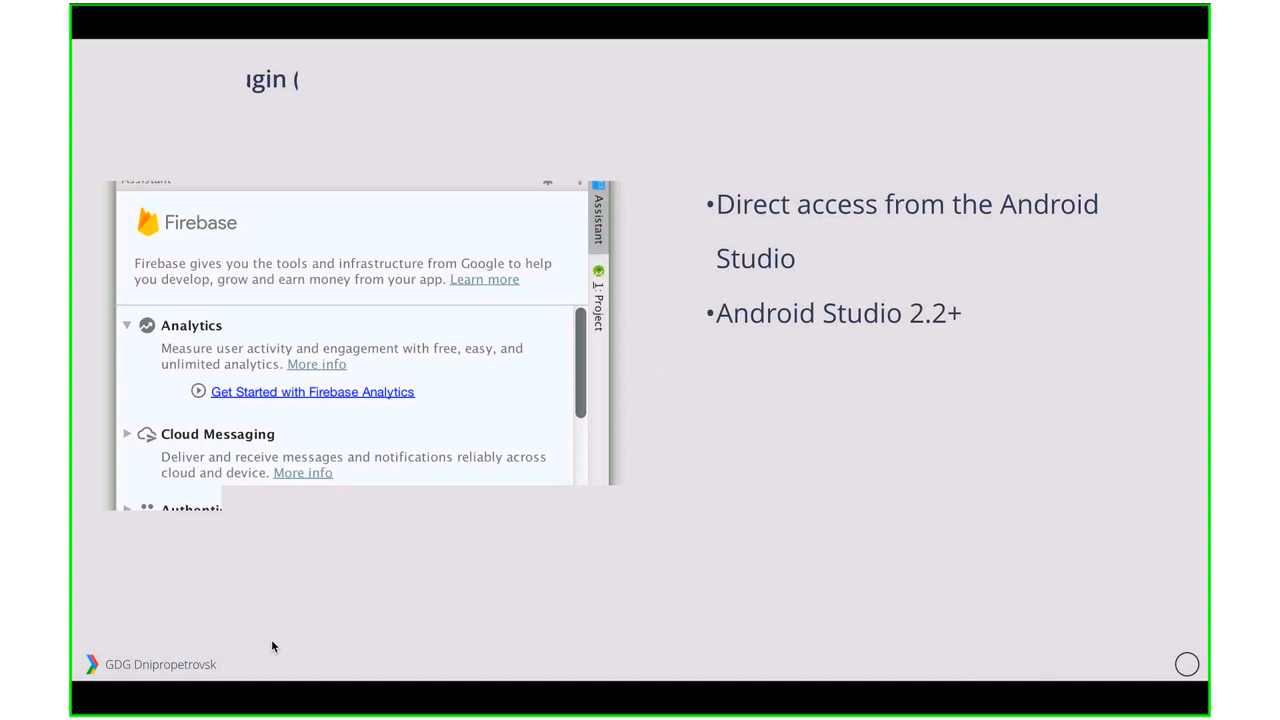 Firebase
Assistant
Firebase gives you the tools and infrastructure from Google to help
you develop, grow and earn money from your app. Learn more
1: Project
Analytics
Measure user activity and engagement with free, easy, and
unlimited analytics. More info
Get Started with Firebase Analytics
Cloud Messaging
Deliver and receive messages and notifications reliably across
cloud and device. More info
•Direct access from the Android
Studio
•Android Studio 2.2+
GDG Dnipropetrovsk